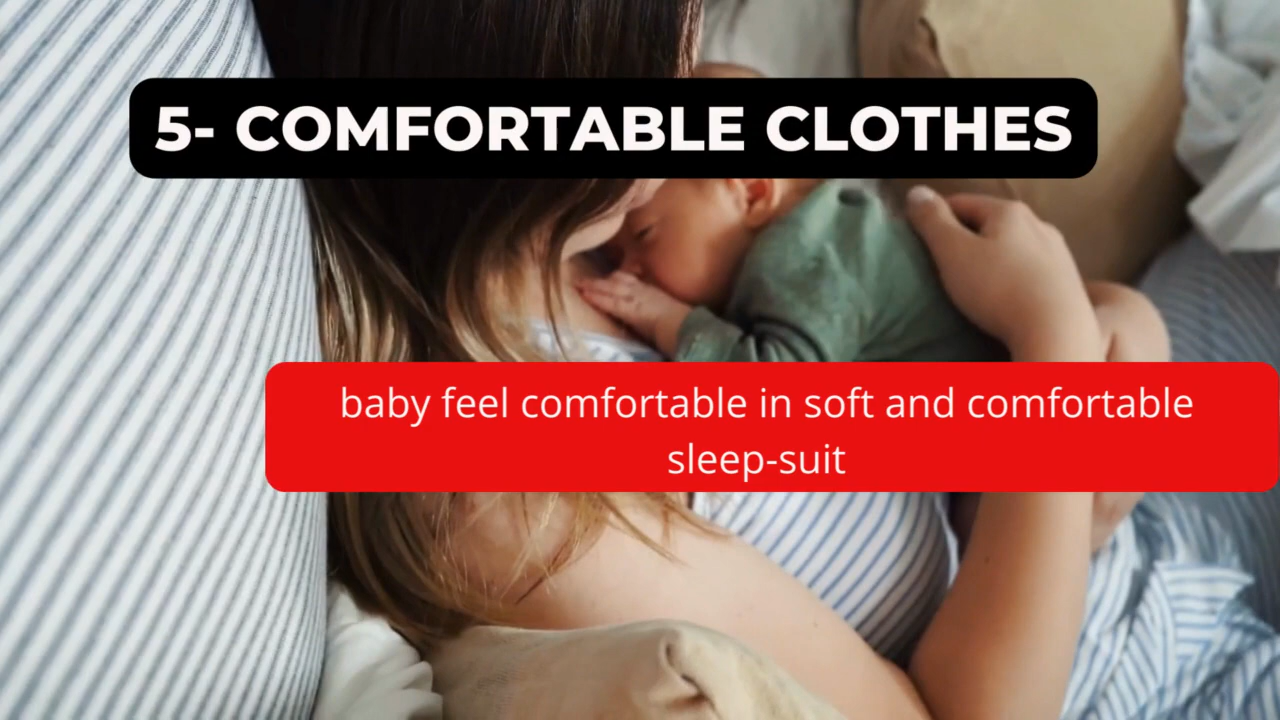 5- COMFORTABLE CLOTHES
baby feel comfortable in soft and comfortable
sleep-suit